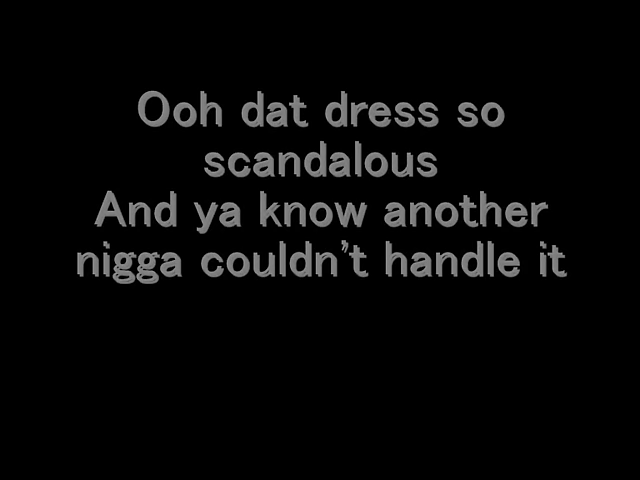 Ooh dat dress so
scandalous
And ya know another
nigga couldn't handle it